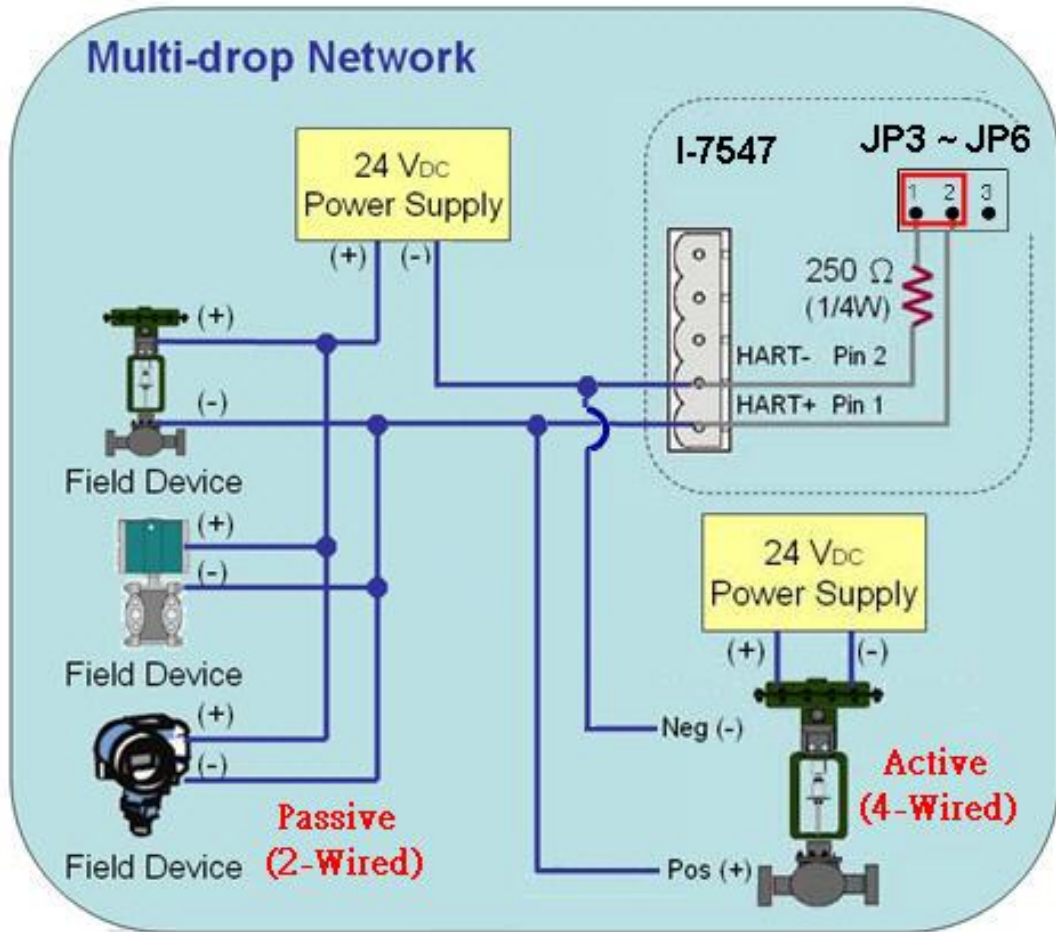 Multi-drop Network
24 VDC
Power Supply
(+)
(-)
I-7547
JP3 ~ JP6
1 2 3
250 Ω
(1/4W)
HART- Pin 2
HART+ Pin 1
(+)
(-)
Field Device
(+)
(-)
Field Device
(+)
(-)
Field Device
Passive
(2-Wired)
24 VDC
Power Supply
(+)
(-)
Neg (-)
Active
(4-Wired)
Pos (+)